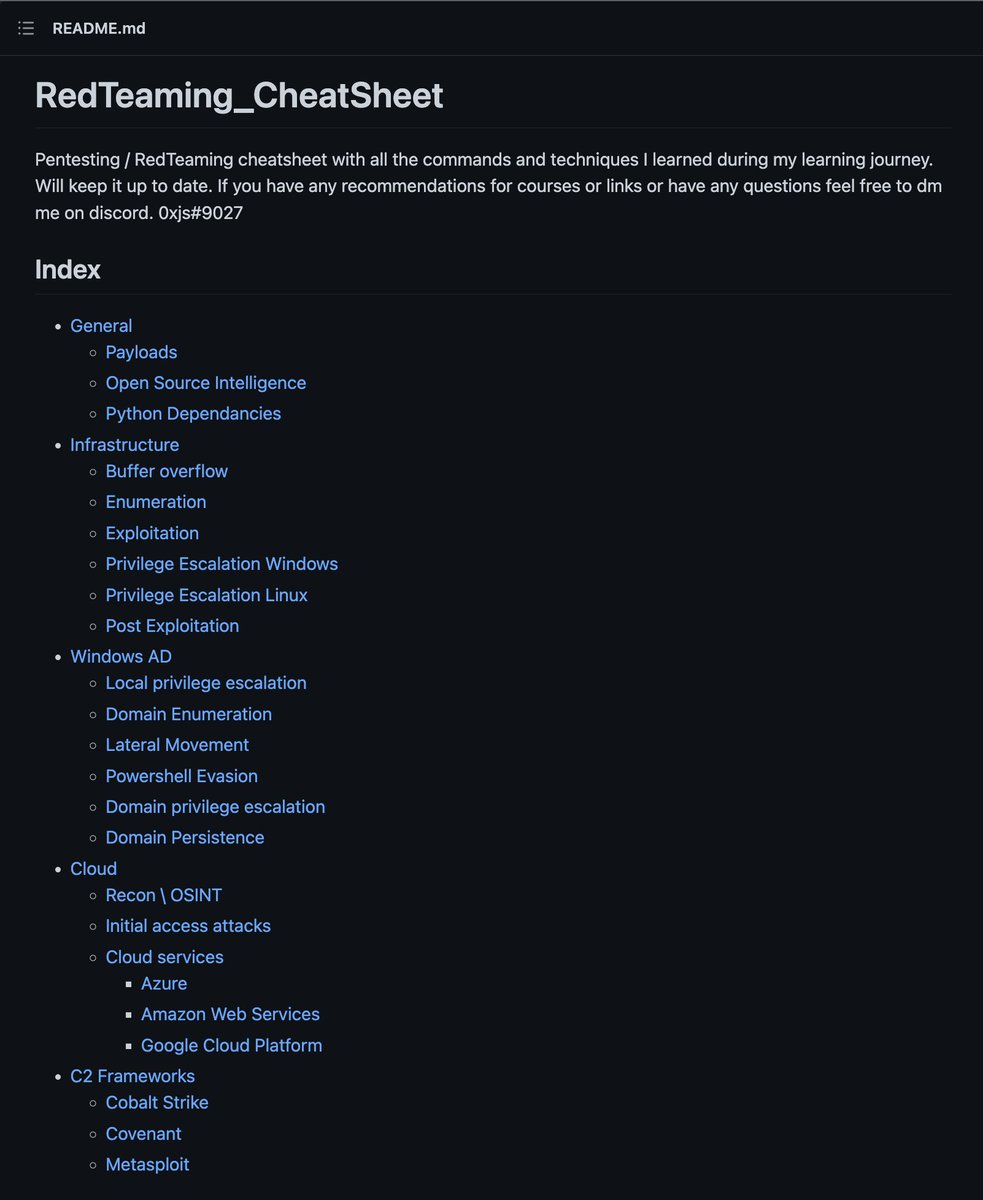 README.md
RedTeaming_CheatSheet
Pentesting / RedTeaming cheatsheet with all the commands and techniques I learned during my learning journey.
Will keep it up to date. If you have any recommendations for courses or links or have any questions feel free to dm
me on discord. 0xjs#9027
Index
General
Payloads
Open Source Intelligence
Python Dependancies
Infrastructure
Buffer overflow
Enumeration
Exploitation
Privilege Escalation Windows
Privilege Escalation Linux
Post Exploitation
Windows AD
Local privilege escalation
Domain Enumeration
Lateral Movement
Powershell Evasion
Domain privilege escalation
Domain Persistence
Cloud
Recon \ OSINT
Initial access attacks
Cloud services
Azure
Amazon Web Services
Google Cloud Platform
C2 Frameworks
Cobalt Strike
Covenant
Metasploit